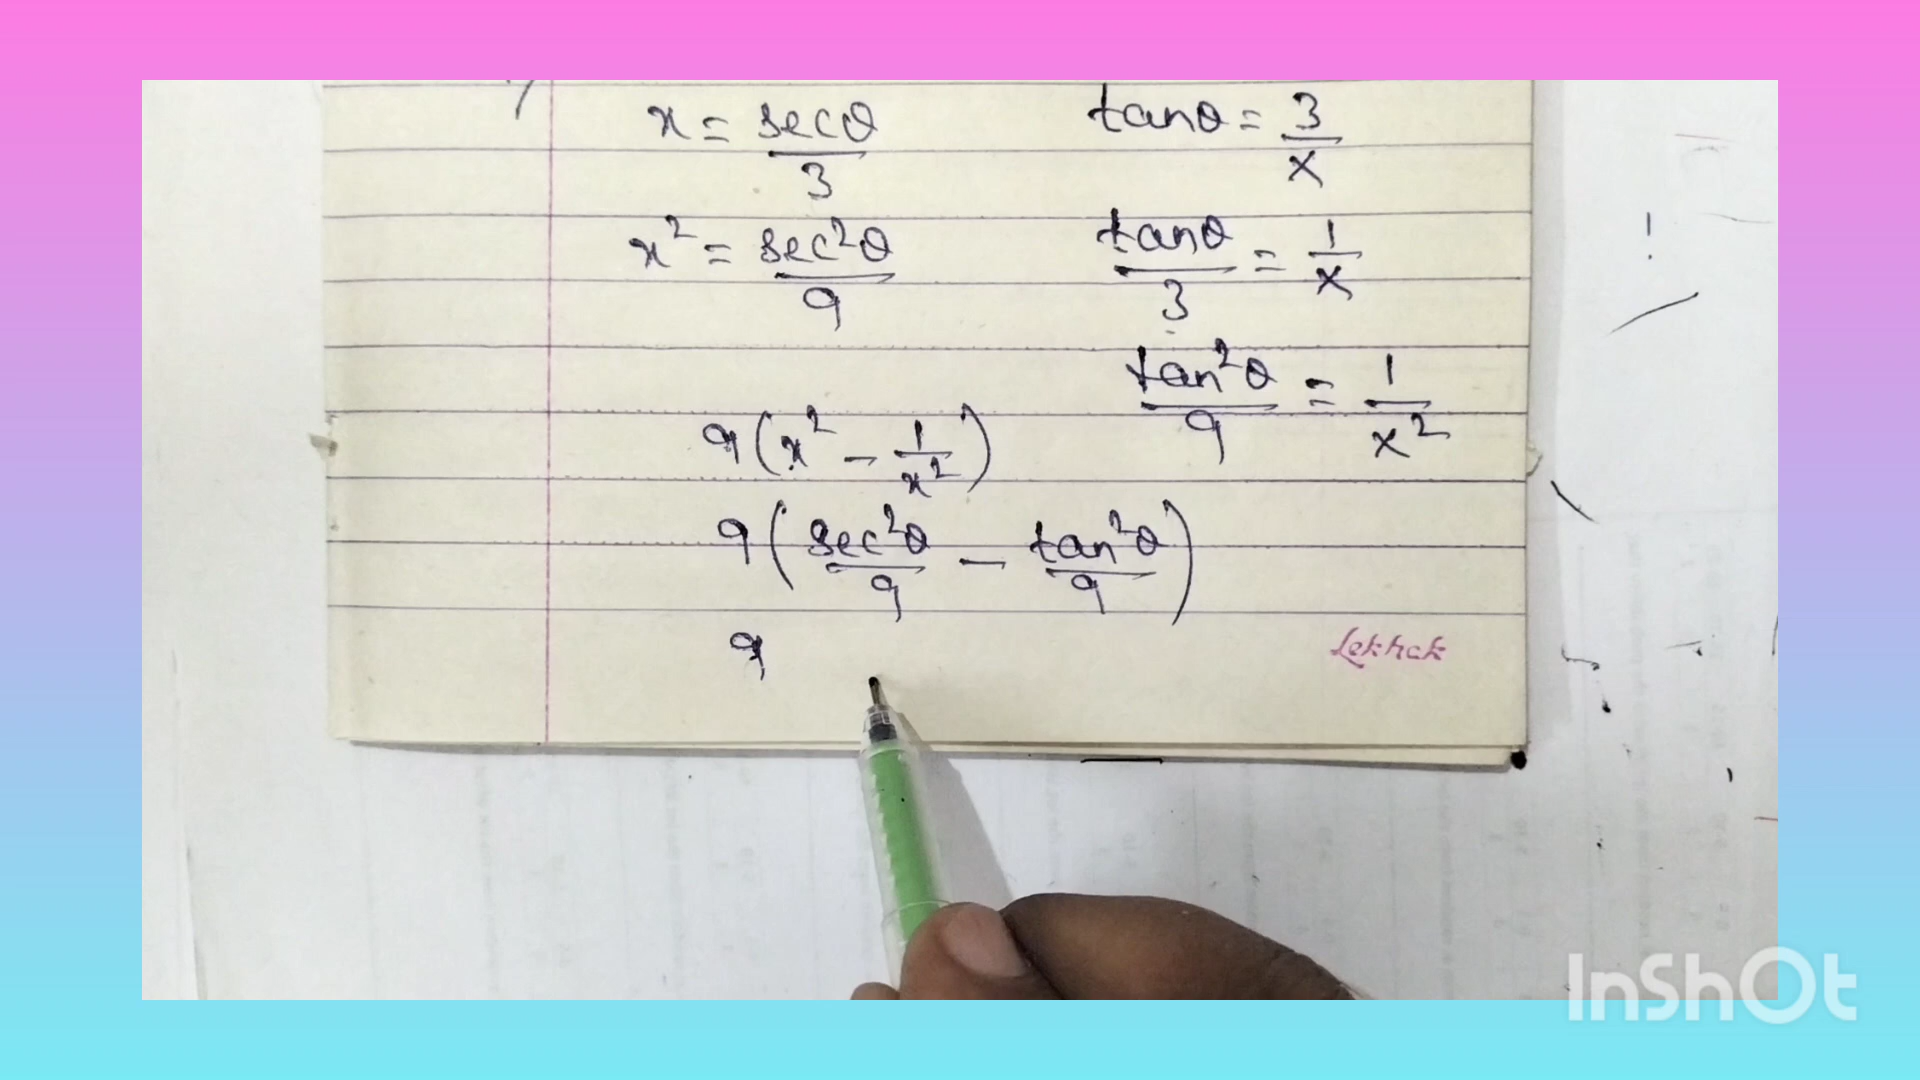 x = secθ/3    tanθ = 3/x
x² = sec²θ/9    tanθ/3 = 1/x
tan²θ/9 = 1/x²
9(x² - 1/x²)
9(sec²θ/9 - tan²θ/9)
9
Lekhak
InShOt